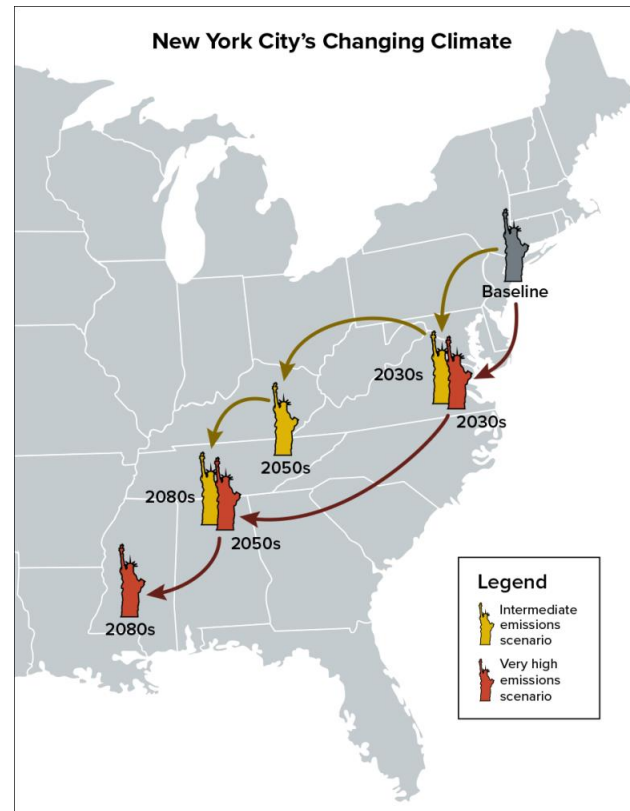 New York City's Changing Climate
Baseline
2030s
2030s
2050s
2080s
2050s
2080s
Legend
Intermediate
emissions
scenario
Very high
emissions
scenario